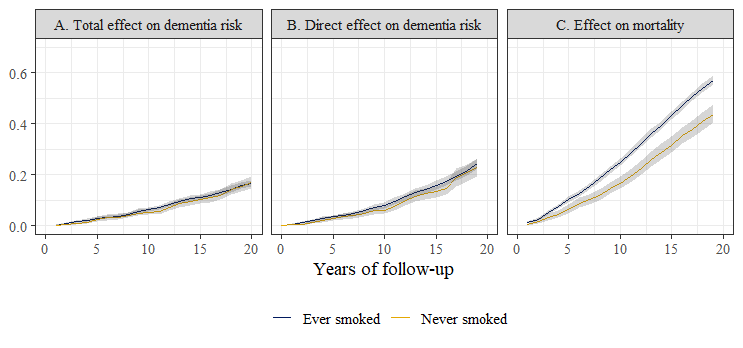 A. Total effect on dementia risk
B. Direct effect on dementia risk
C. Effect on mortality
0.6
0.4
0.2
0.0
0 5 10 15 20
0 5 10 15 20
0 5 10 15 20
Years of follow-up
Ever smoked Never smoked